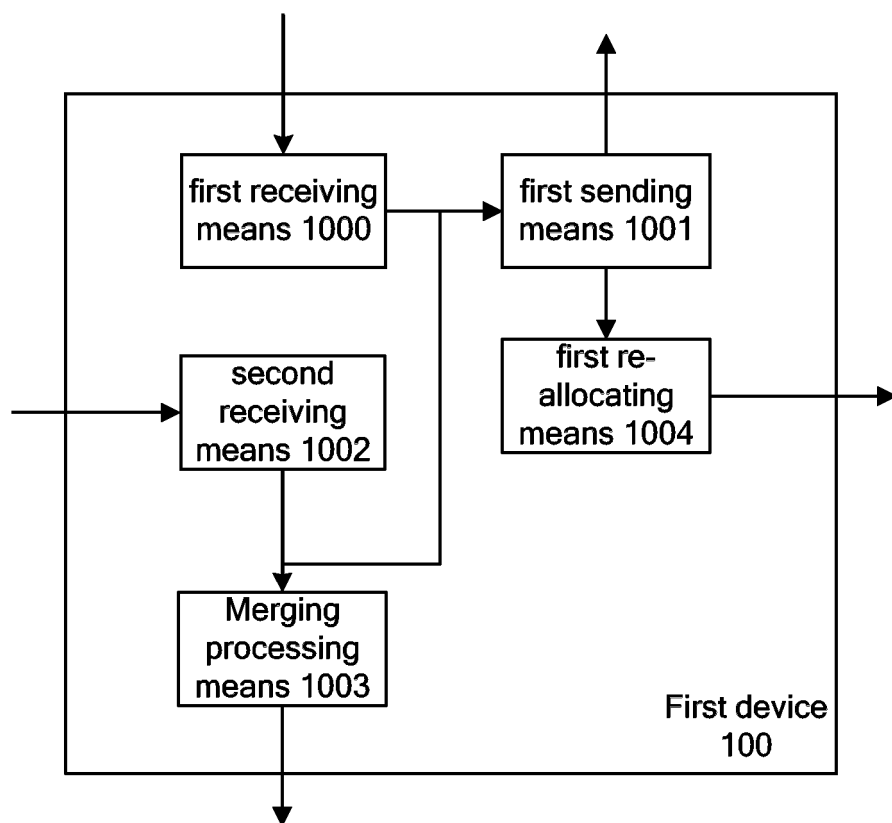 first receiving
means 1000
first sending
means 1001
second
receiving
means 1002
first re-
allocating
means 1004
Merging
processing
means 1003
First device
100